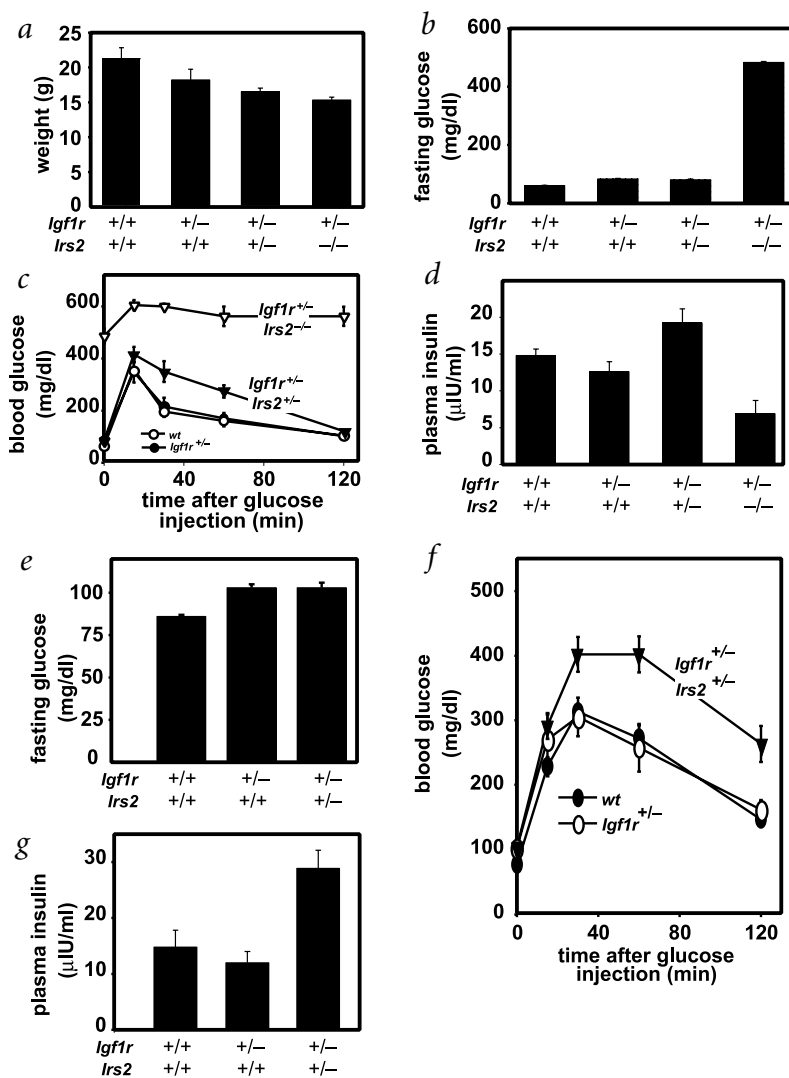 a
weight (g)
25
20
15
10
5
0
Igf1r +/+ +/– +/– +/–
Irs2 +/+ +/+ +/– –/–
b
fasting glucose
(mg/dl)
600
400
200
0
Igf1r +/+ +/– +/– +/–
Irs2 +/+ +/+ +/– –/–
c
blood glucose
(mg/dl)
600
400
200
0
Igf1r+/–
Irs2–/–
Igf1r+/–
Irs2+/–
wt
Igf1r+/–
0 40 80 120
time after glucose
injection (min)
d
plasma insulin
(µIU/ml)
20
15
10
5
0
Igf1r +/+ +/– +/– +/–
Irs2 +/+ +/+ +/– –/–
e
fasting glucose
(mg/dl)
100
75
25
0
Igf1r +/+ +/– +/–
Irs2 +/+ +/+ +/–
f
blood glucose
(mg/dl)
500
400
300
200
100
0
Igf1r+/–
Irs2+/–
wt
Igf1r+/–
0 40 80 120
time after glucose
injection (min)
g
plasma insulin
(µIU/ml)
30
20
10
0
Igf1r +/+ +/– +/–
Irs2 +/+ +/+ +/–